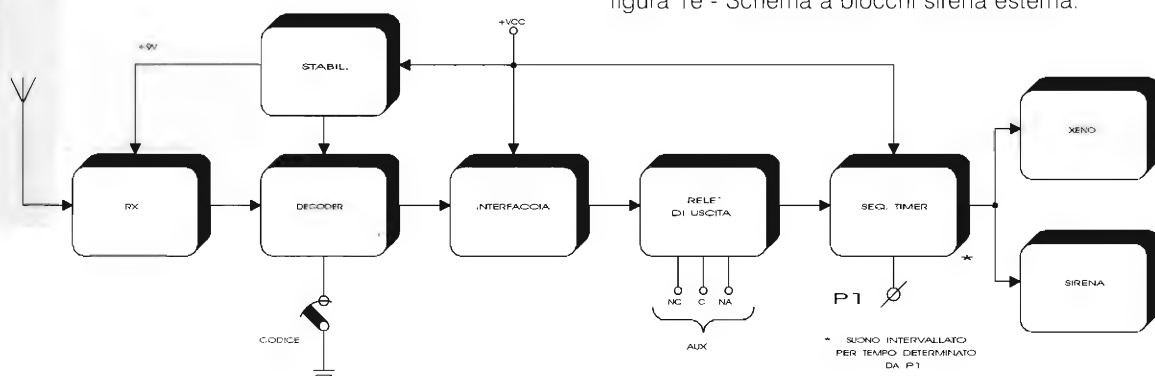 figura 1e - Schema a blocchi sirena esterna.
+VCC
+9V
STABIL.
XENO
RX
DECODER
INTERFACCIA
RELE'
DI USCITA
SEQ. TIMER
*
SIRENA
NC C NA
P1
CODICE
AUX
* SUONO INTERVALLATO
PER TEMPO DETERMINATO
DA P1